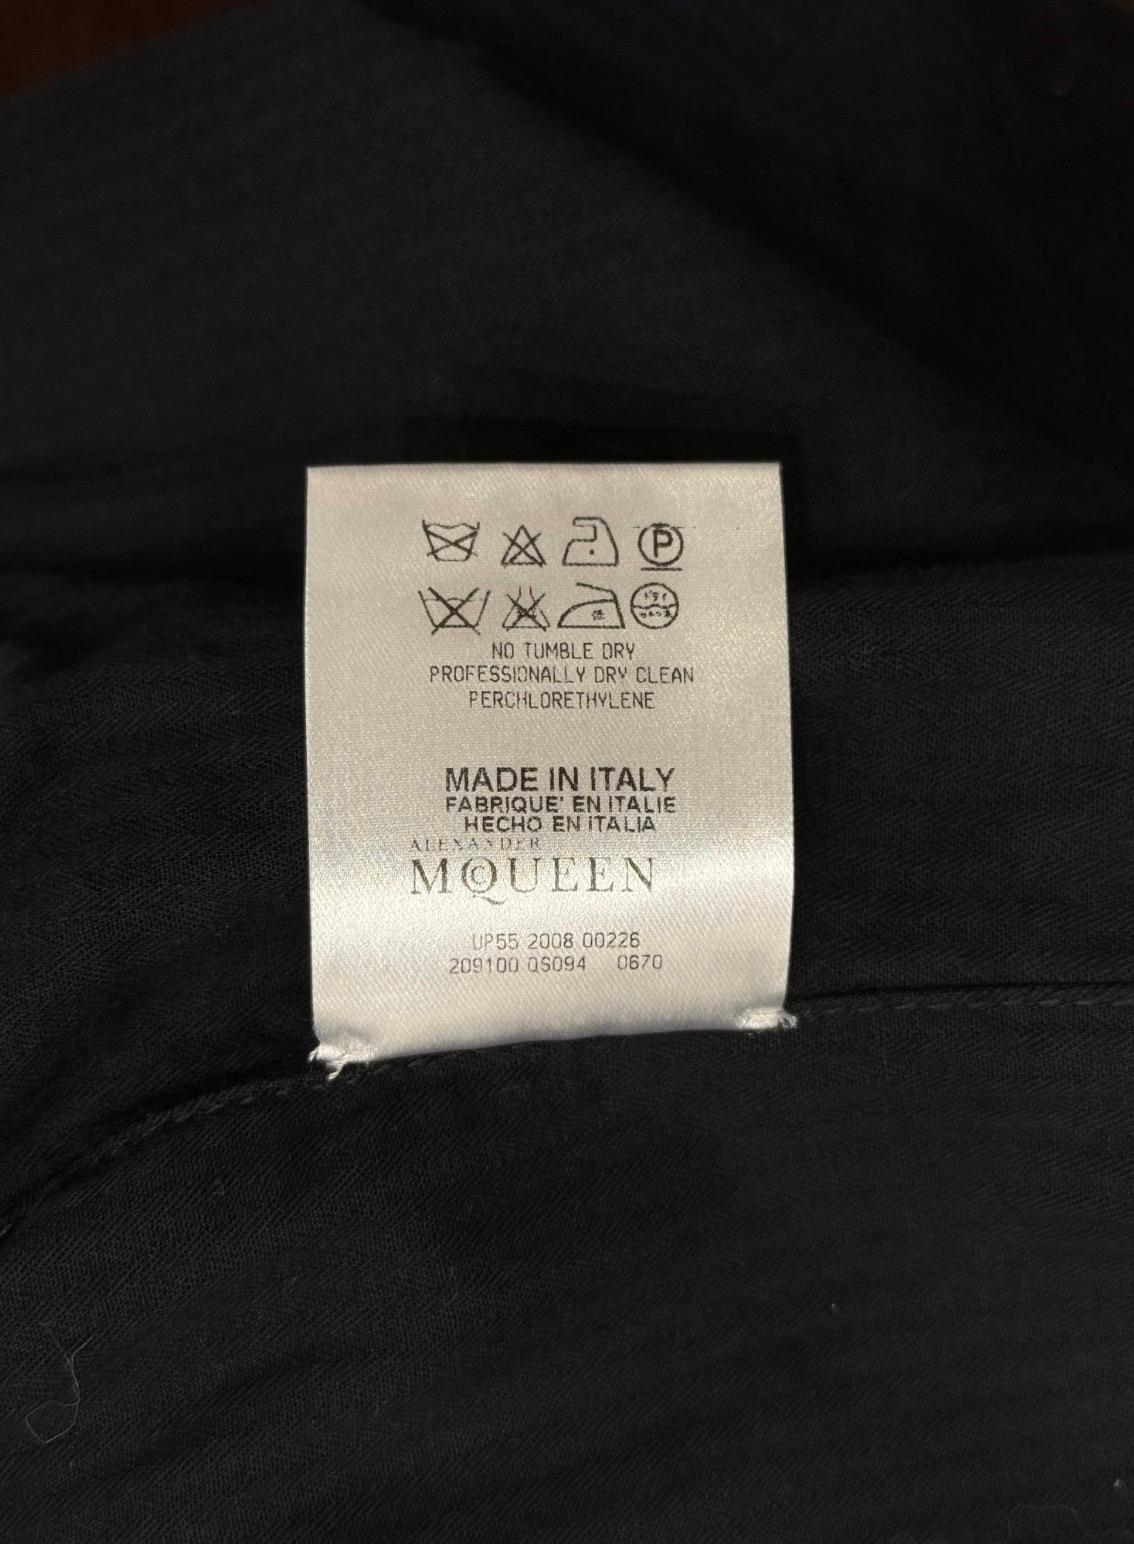 P
NO TUMBLE DRY
PROFESSIONALLY DRY CLEAN
PERCHLORETHYLENE
MADE IN ITALY
FABRIQUE' EN ITALIE
HECHO EN ITALIA
ALEXANDER
MCQUEEN
UP55 2008 00226
209100 QS094 0670